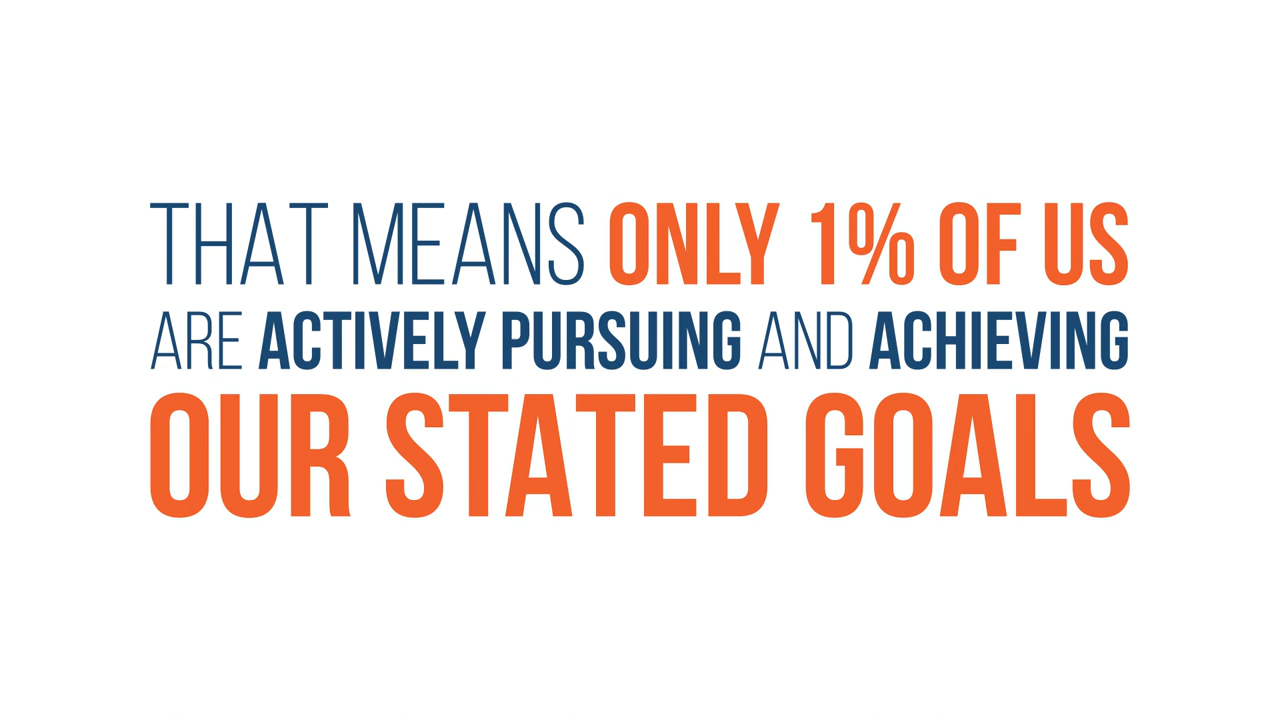 THAT MEANS ONLY 1% OF US
ARE ACTIVELY PURSUING AND ACHIEVING
OUR STATED GOALS